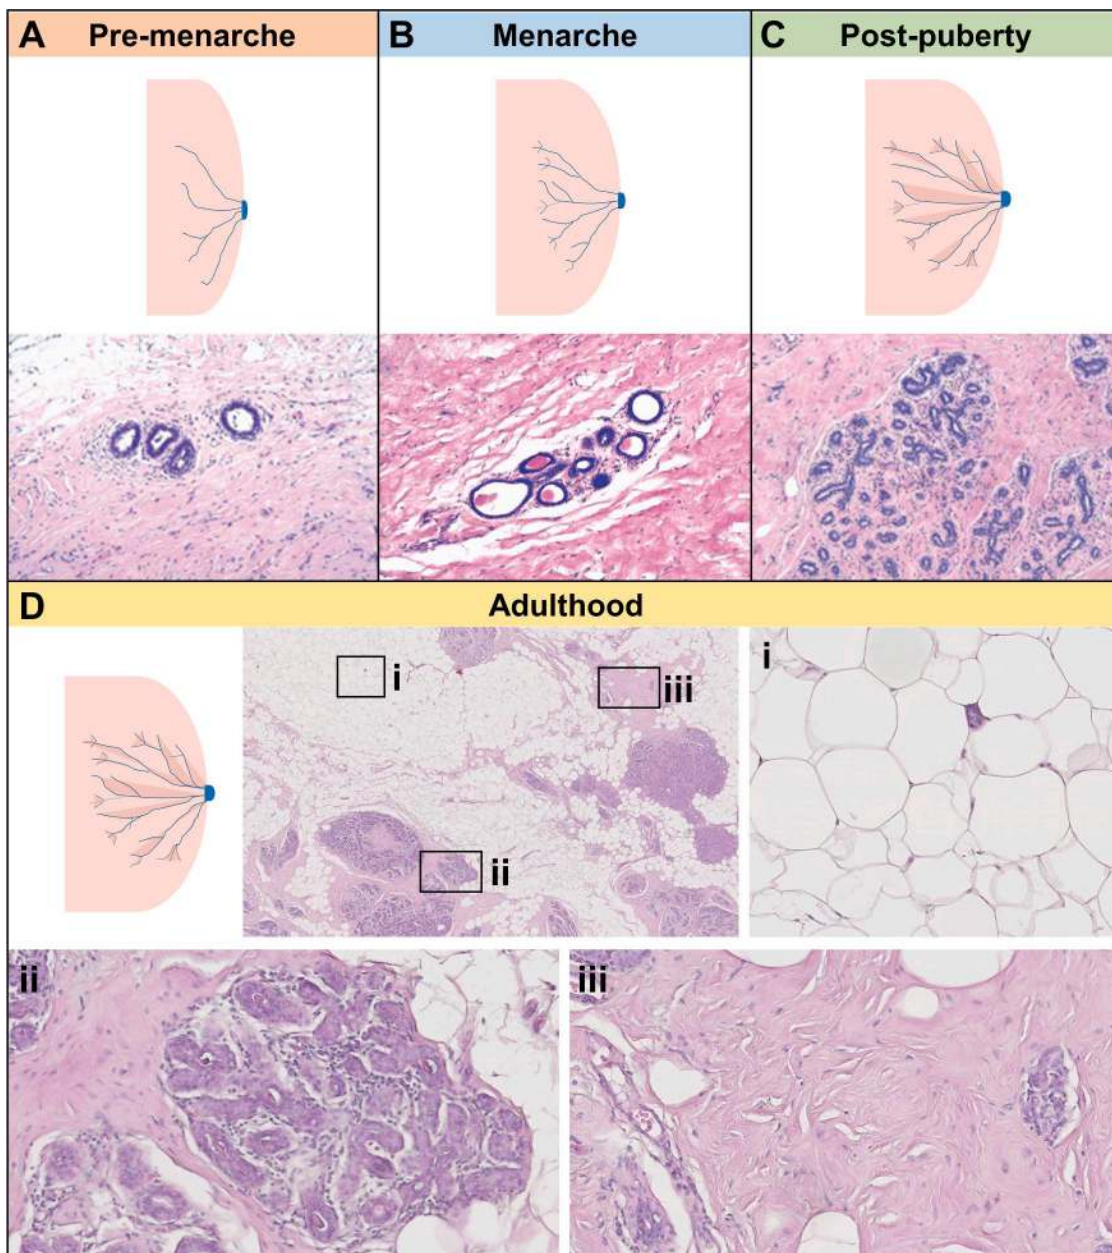 A Pre-menarche
B Menarche
C Post-puberty
D Adulthood
i
iii
ii
i
ii
iii